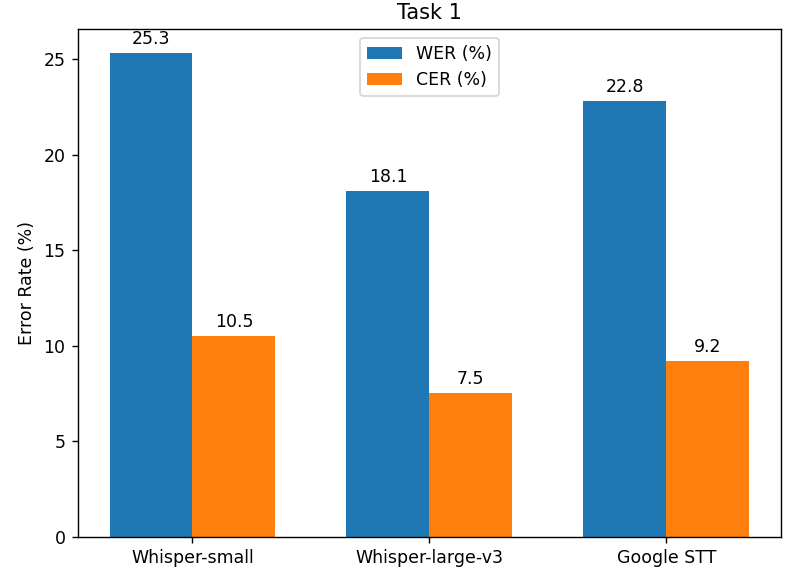 Task 1
WER (%)
CER (%)
Error Rate (%)
25
20
15
10
5
0
25.3
10.5
18.1
7.5
22.8
9.2
Whisper-small
Whisper-large-v3
Google STT